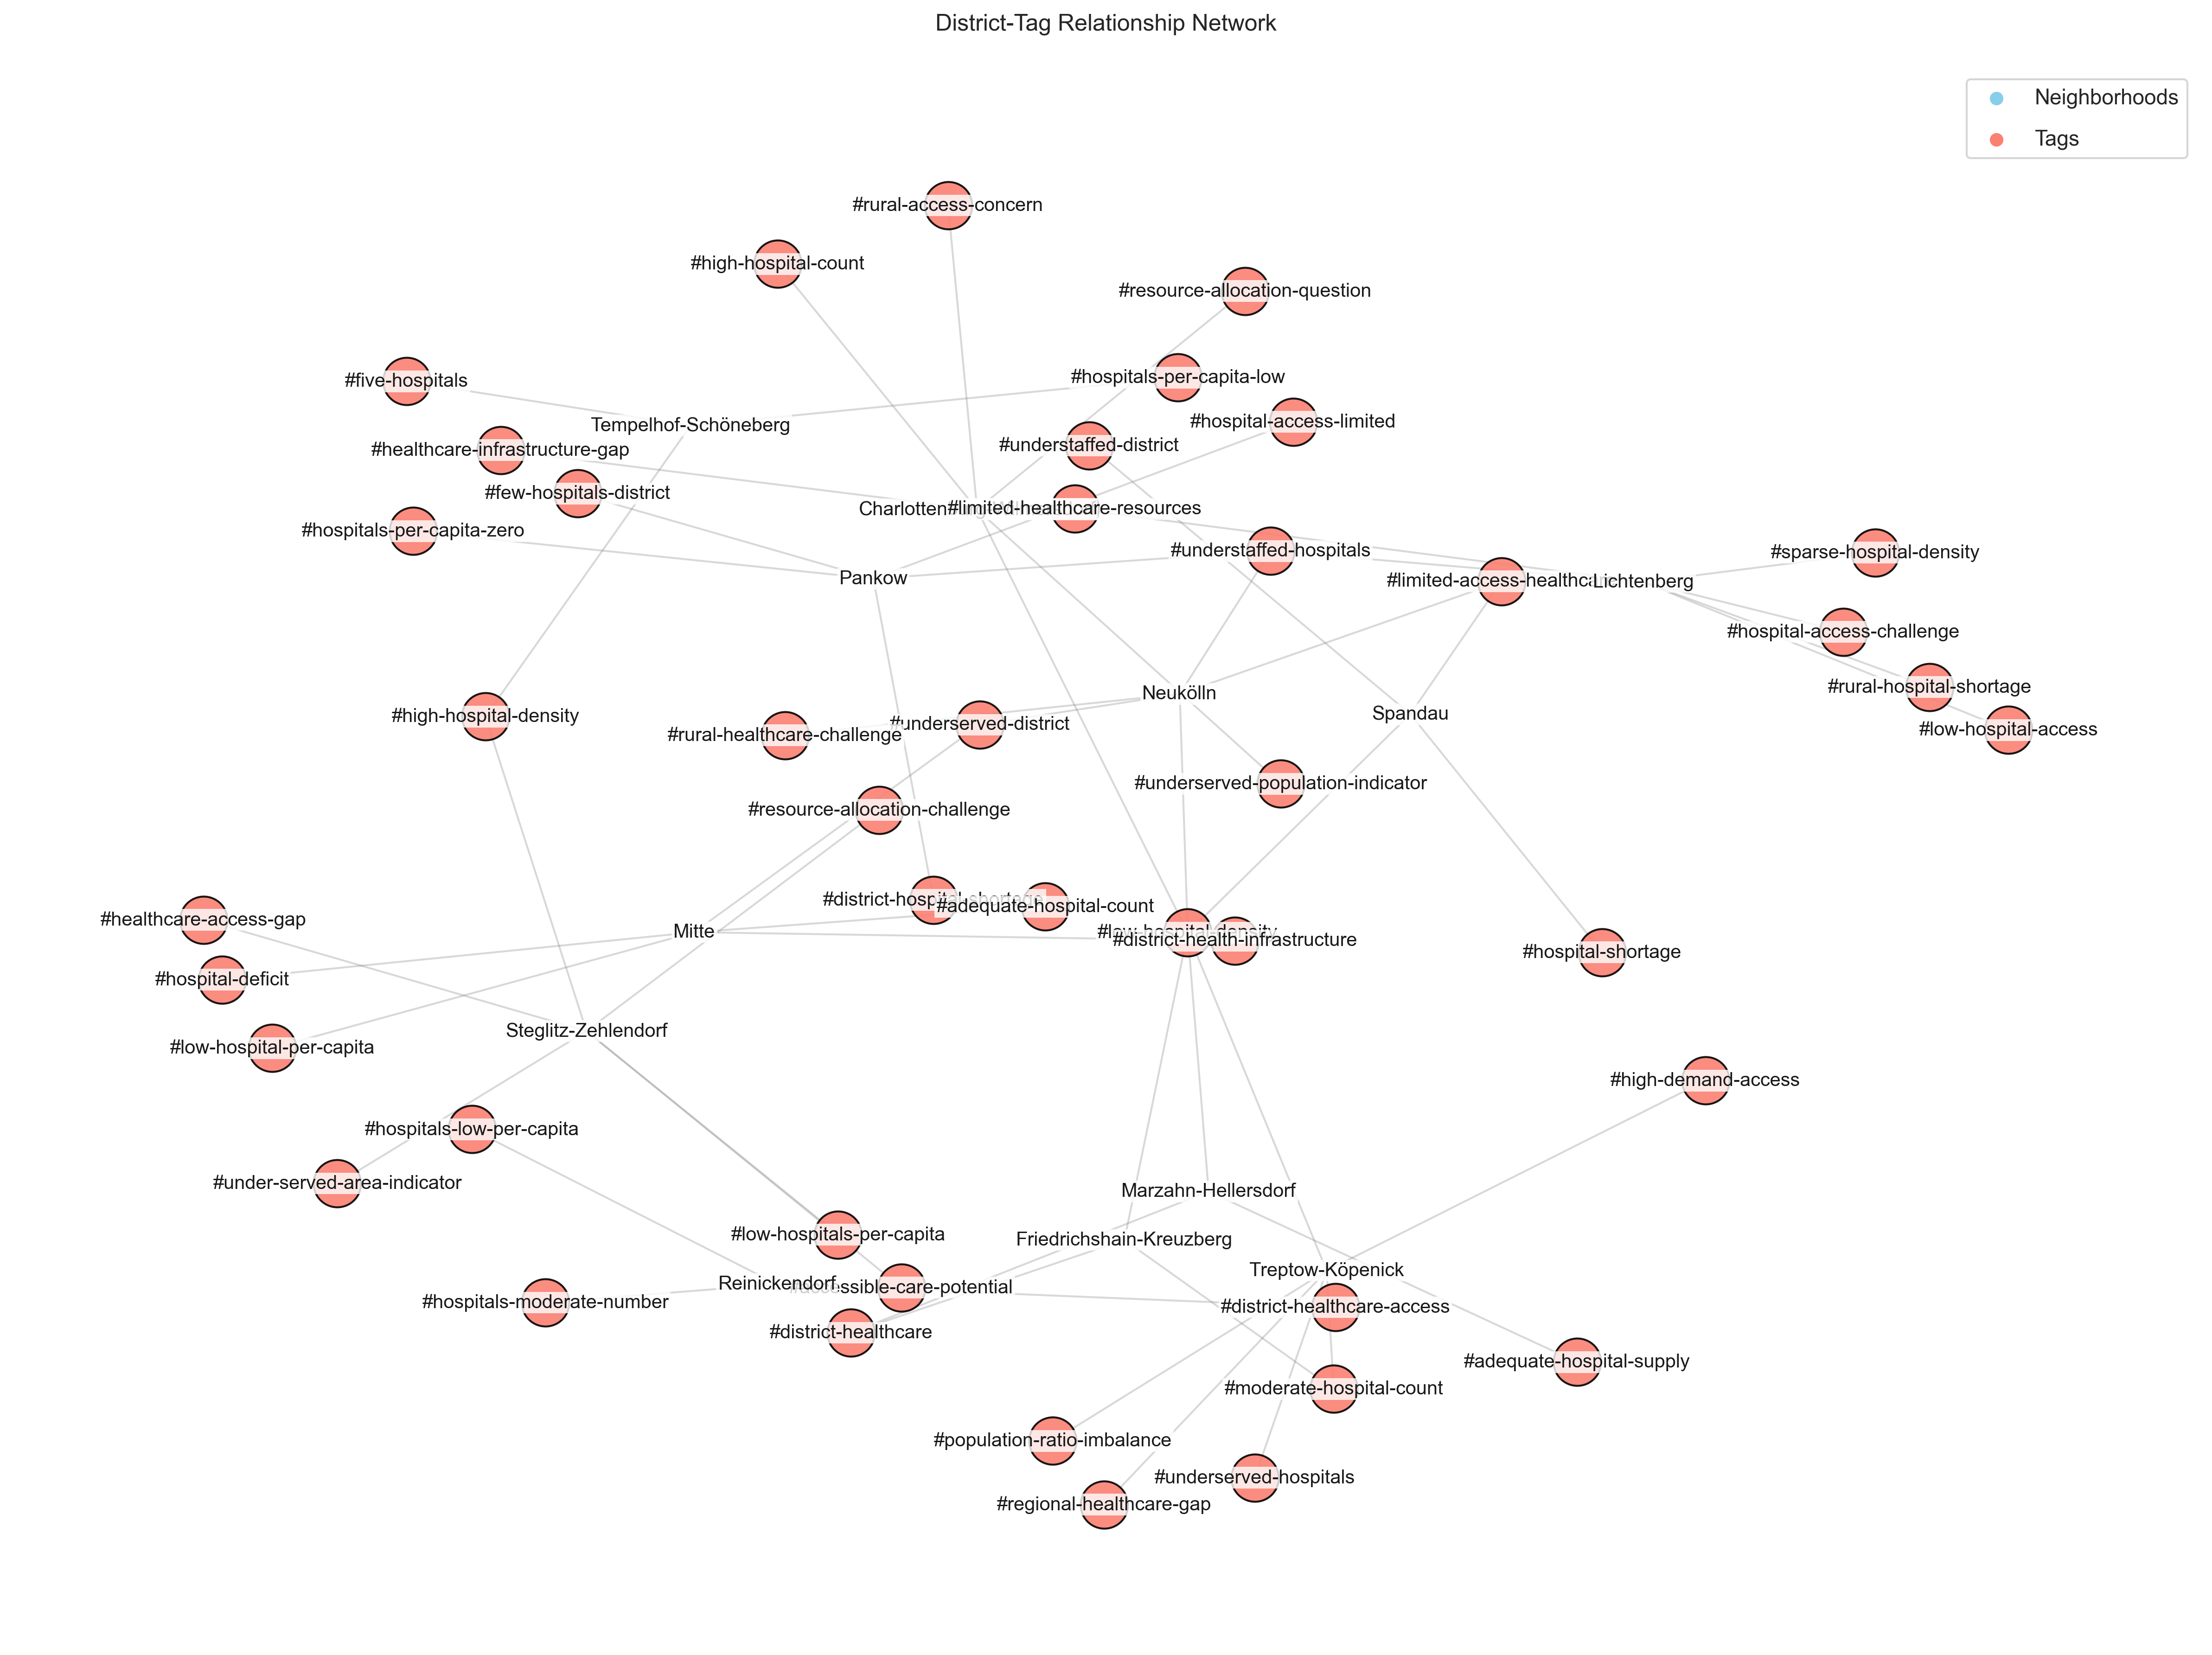 District-Tag Relationship Network
Neighborhoods
Tags
#rural-access-concern
#high-hospital-count
#resource-allocation-question
#five-hospitals
#hospitals-per-capita-low
Tempelhof-Schöneberg
#hospital-access-limited
#understaffed-district
#healthcare-infrastructure-gap
#few-hospitals-district
Charlotten
#limited-healthcare-resources
#hospitals-per-capita-zero
#understaffed-hospitals
#sparse-hospital-density
Pankow
#limited-access-healthca
Lichtenberg
#hospital-access-challenge
#rural-hospital-shortage
Neukölln
Spandau
#high-hospital-density
#underserved-district
#low-hospital-access
#rural-healthcare-challenge
#underserved-population-indicator
#resource-allocation-challenge
#district-hospital-shortage
#adequate-hospital-count
#healthcare-access-gap
Mitte
#low-hospital-density
#district-health-infrastructure
#hospital-shortage
#hospital-deficit
Steglitz-Zehlendorf
#low-hospital-per-capita
#high-demand-access
#hospitals-low-per-capita
#under-served-area-indicator
Marzahn-Hellersdorf
#low-hospitals-per-capita
Friedrichshain-Kreuzberg
Treptow-Köpenick
Reinickendorf
ssible-care-potential
#hospitals-moderate-number
#district-healthcare-access
#district-healthcare
#adequate-hospital-supply
#moderate-hospital-count
#population-ratio-imbalance
#underserved-hospitals
#regional-healthcare-gap